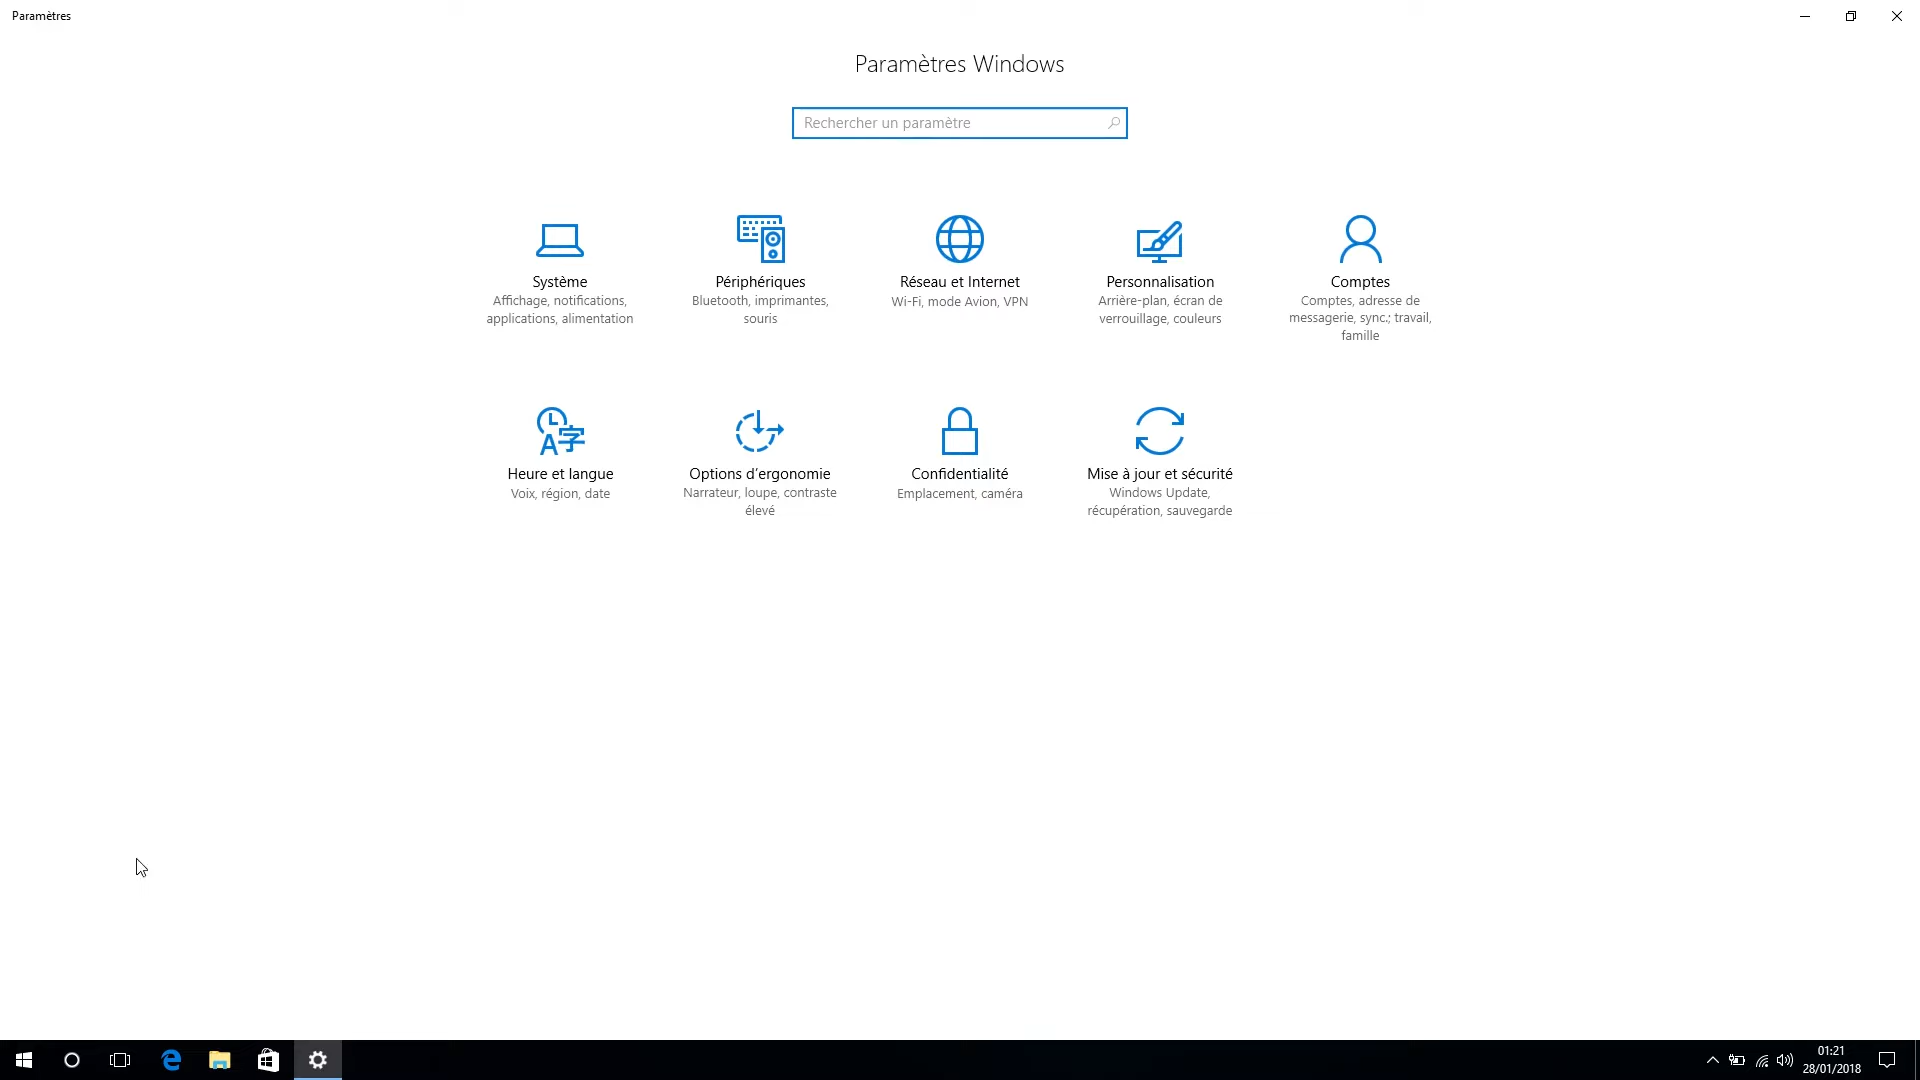 Paramètres
Paramètres Windows
Rechercher un paramètre
Système
Affichage, notifications,
applications, alimentation
Périphériques
Bluetooth, imprimantes,
souris
Réseau et Internet
Wi-Fi, mode Avion, VPN
Personnalisation
Arrière-plan, écran de
verrouillage, couleurs
Comptes
Comptes, adresse de
messagerie, sync.; travail,
famille
Heure et langue
Voix, région, date
Options d'ergonomie
Narrateur, loupe, contraste
élevé
Confidentialité
Emplacement, caméra
Mise à jour et sécurité
Windows Update,
récupération, sauvegarde
01:21
28/01/2018